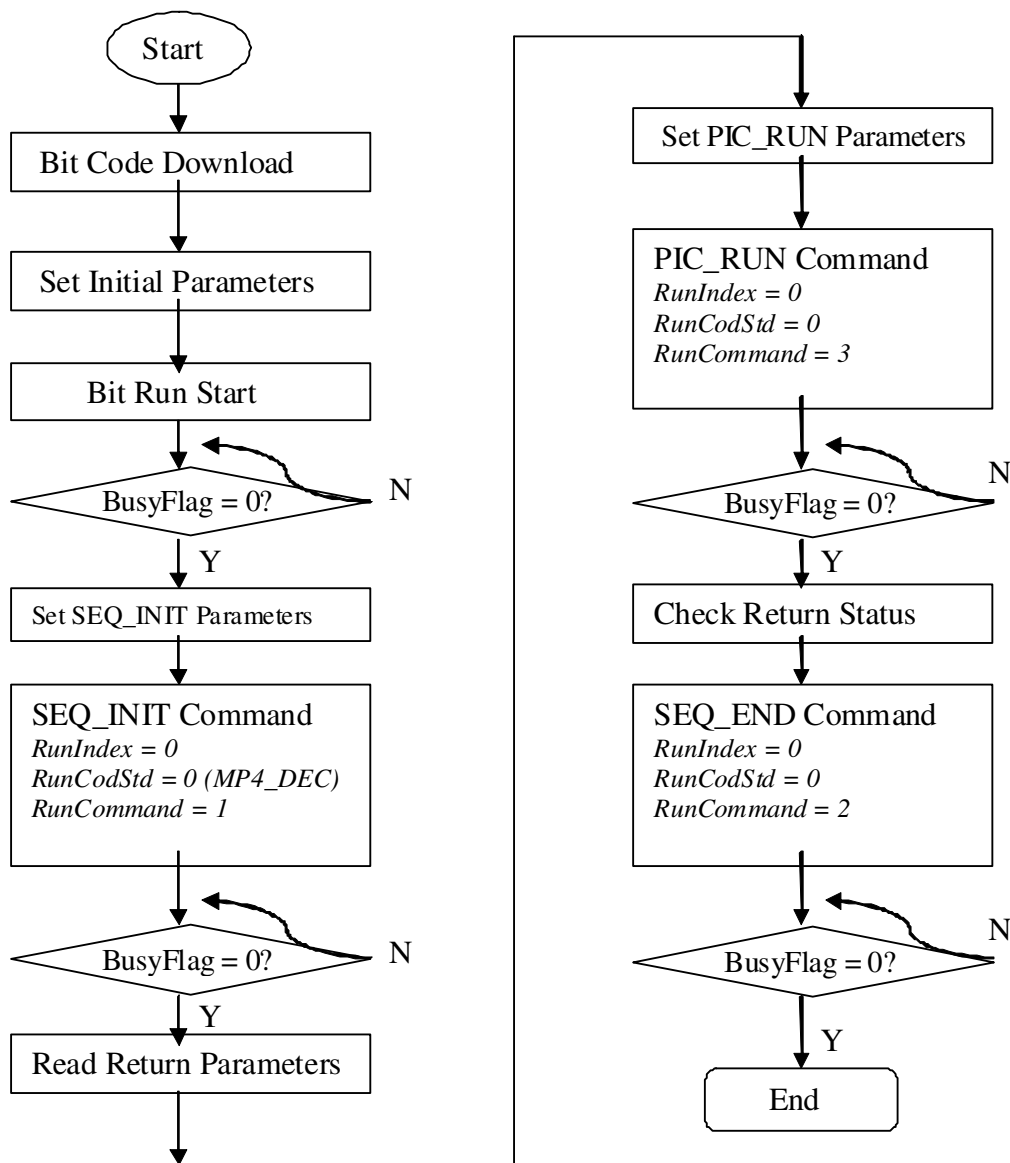 Start
Bit Code Download
Set Initial Parameters
Bit Run Start
BusyFlag = 0?
N
Y
Set SEQ_INIT Parameters
SEQ_INIT Command
RunIndex = 0
RunCodStd = 0 (MP4_DEC)
RunCommand = 1
BusyFlag = 0?
N
Y
Read Return Parameters
Set PIC_RUN Parameters
PIC_RUN Command
RunIndex = 0
RunCodStd = 0
RunCommand = 3
BusyFlag = 0?
N
Y
Check Return Status
SEQ_END Command
RunIndex = 0
RunCodStd = 0
RunCommand = 2
BusyFlag = 0?
N
Y
End